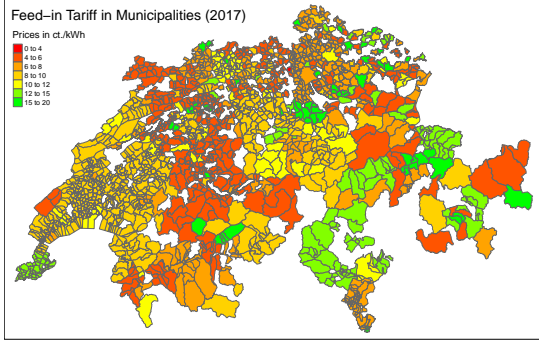 Feed–in Tariff in Municipalities (2017)
Prices in ct./kWh
0 to 4
4 to 6
6 to 8
8 to 10
10 to 12
12 to 15
15 to 20